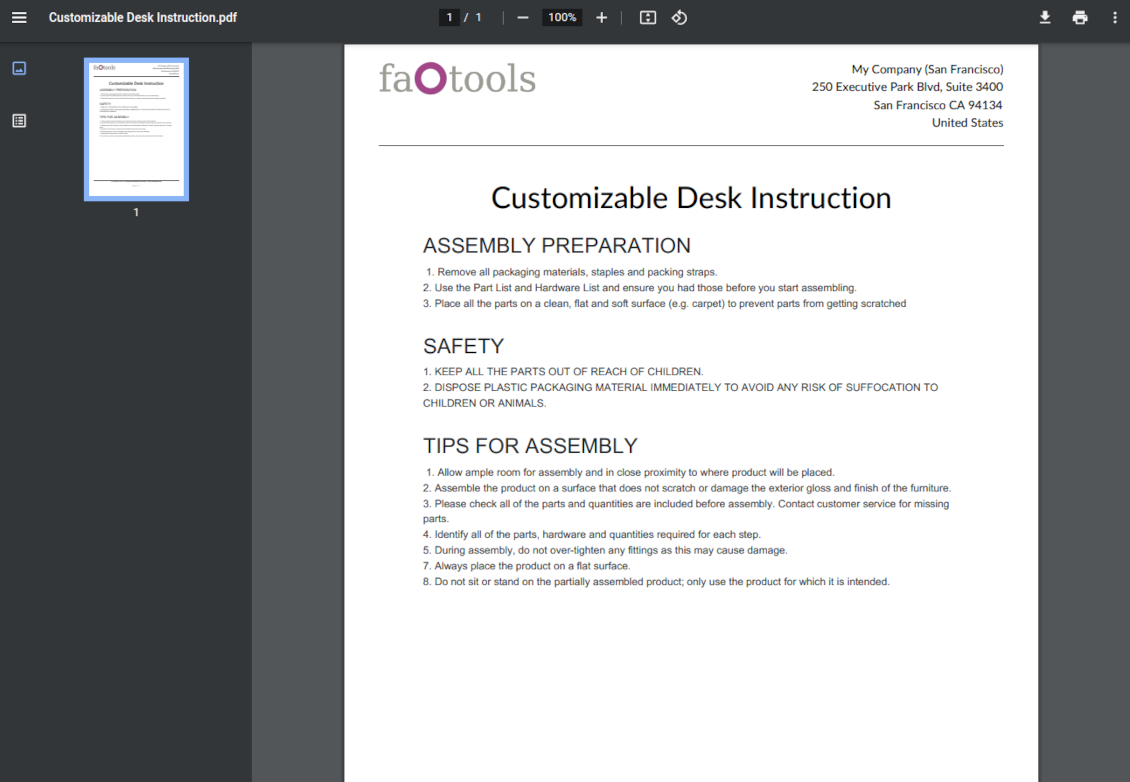 Customizable Desk Instruction.pdf
1 / 1
100%
faOtools
My Company (San Francisco)
250 Executive Park Blvd, Suite 3400
San Francisco CA 94134
United States
Customizable Desk Instruction
ASSEMBLY PREPARATION
1. Remove all packaging materials, staples and packing straps.
2. Use the Part List and Hardware List and ensure you had those before you start assembling.
3. Place all the parts on a clean, flat and soft surface (e.g. carpet) to prevent parts from getting scratched
SAFETY
1. KEEP ALL THE PARTS OUT OF REACH OF CHILDREN.
2. DISPOSE PLASTIC PACKAGING MATERIAL IMMEDIATELY TO AVOID ANY RISK OF SUFFOCATION TO
CHILDREN OR ANIMALS.
TIPS FOR ASSEMBLY
1. Allow ample room for assembly and in close proximity to where product will be placed.
2. Assemble the product on a surface that does not scratch or damage the exterior gloss and finish of the furniture.
3. Please check all of the parts and quantities are included before assembly. Contact customer service for missing
parts.
4. Identify all of the parts, hardware and quantities required for each step.
5. During assembly, do not over-tighten any fittings as this may cause damage.
7. Always place the product on a flat surface.
8. Do not sit or stand on the partially assembled product; only use the product for which it is intended.
faOtools
Customizable Desk Instruction
ASSEMBLY PREPARATION
SAFETY
TIPS FOR ASSEMBLY
1